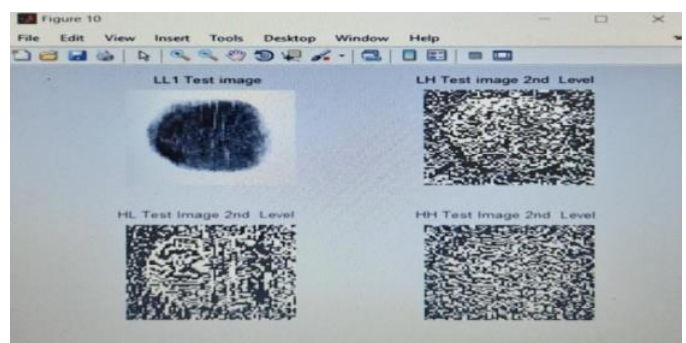 Figure 10
File Edit View Insert Tools Desktop Window Help
LL1 Test image
LH Test image 2nd Level
HL Test Image 2nd Level
HH Test Image 2nd Level